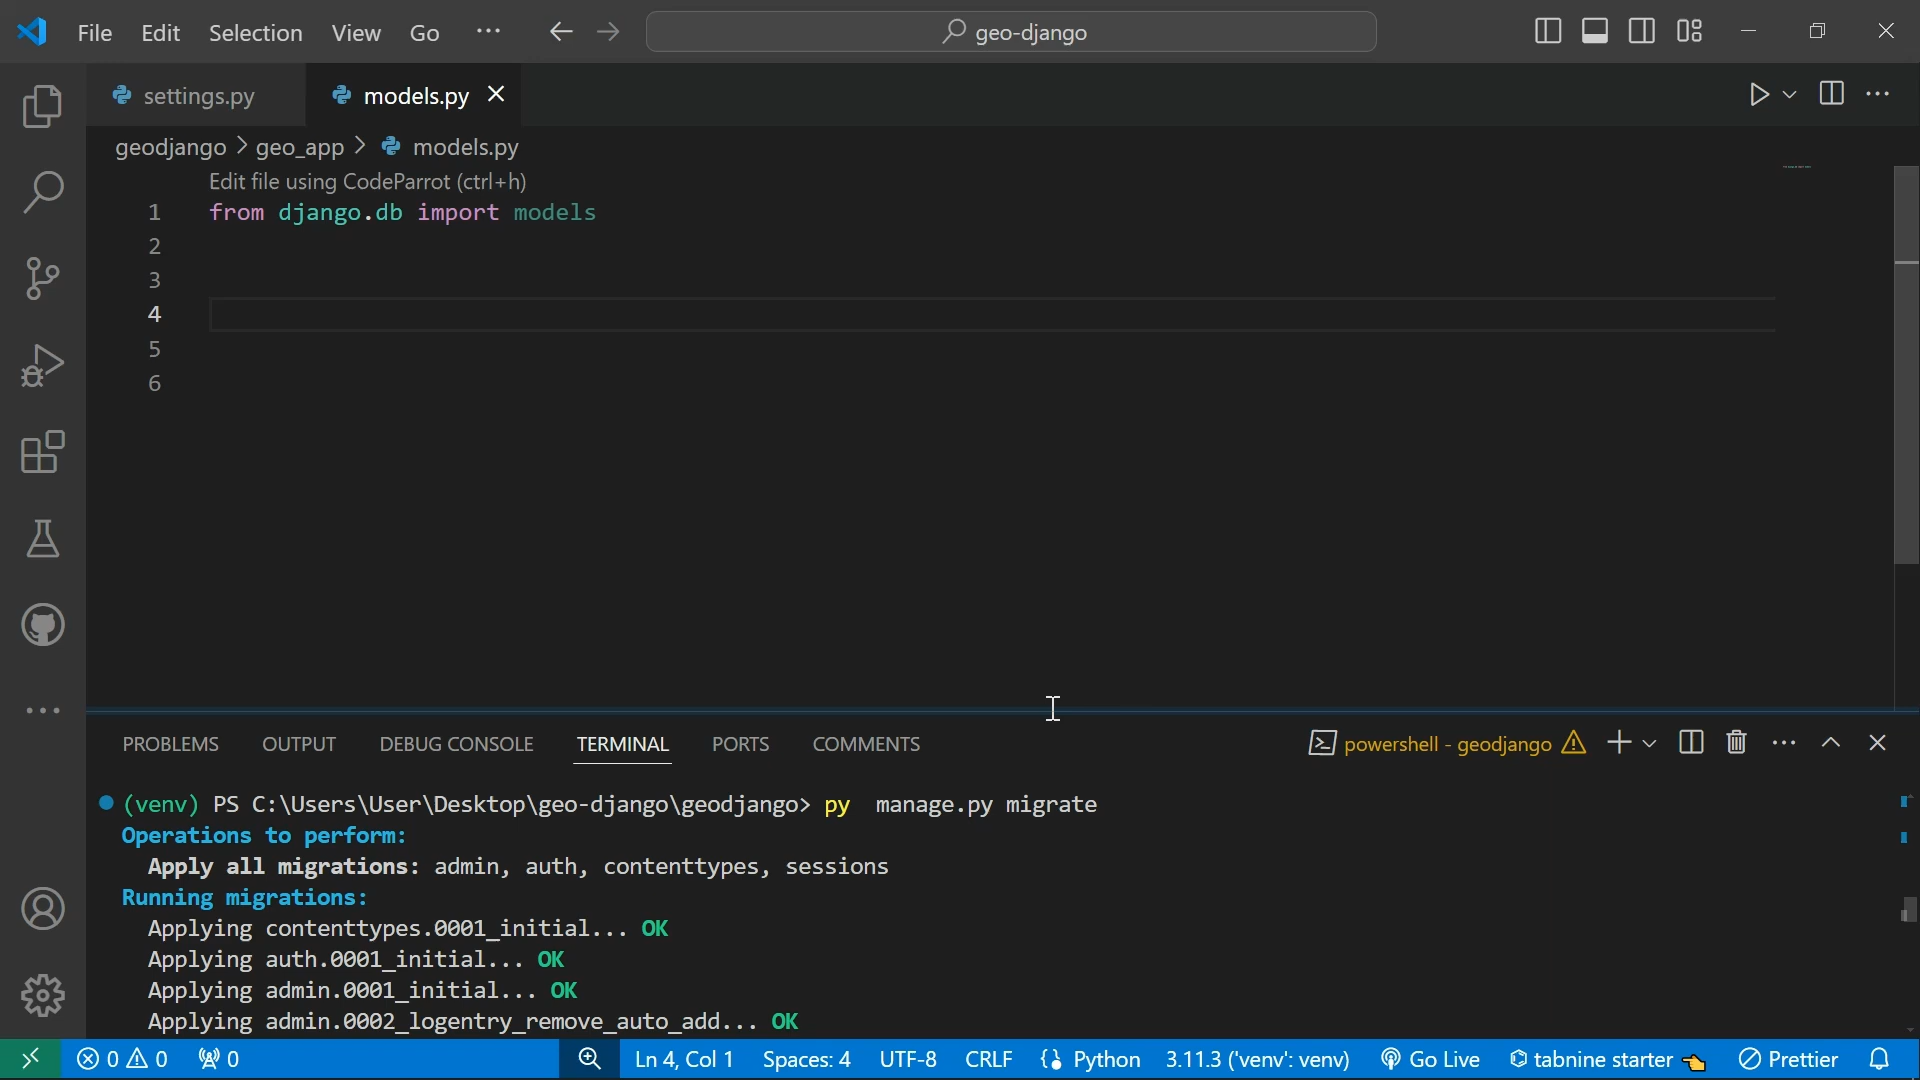 File Edit Selection View Go ··· geo-django
settings.py models.py
geodjango > geo_app > models.py
Edit file using CodeParrot (ctrl+h)
1 from django.db import models
2
3
4
5
6
PROBLEMS OUTPUT DEBUG CONSOLE TERMINAL PORTS COMMENTS powershell - geodjango
(venv) PS C:\Users\User\Desktop\geo-django\geodjango> py manage.py migrate
Operations to perform:
Apply all migrations: admin, auth, contenttypes, sessions
Running migrations:
Applying contenttypes.0001_initial... OK
Applying auth.0001_initial... OK
Applying admin.0001_initial... OK
Applying admin.0002_logentry_remove_auto_add... OK
0 0 0 Ln 4, Col 1 Spaces: 4 UTF-8 CRLF Python 3.11.3 ('venv': venv) Go Live tabnine starter Prettier